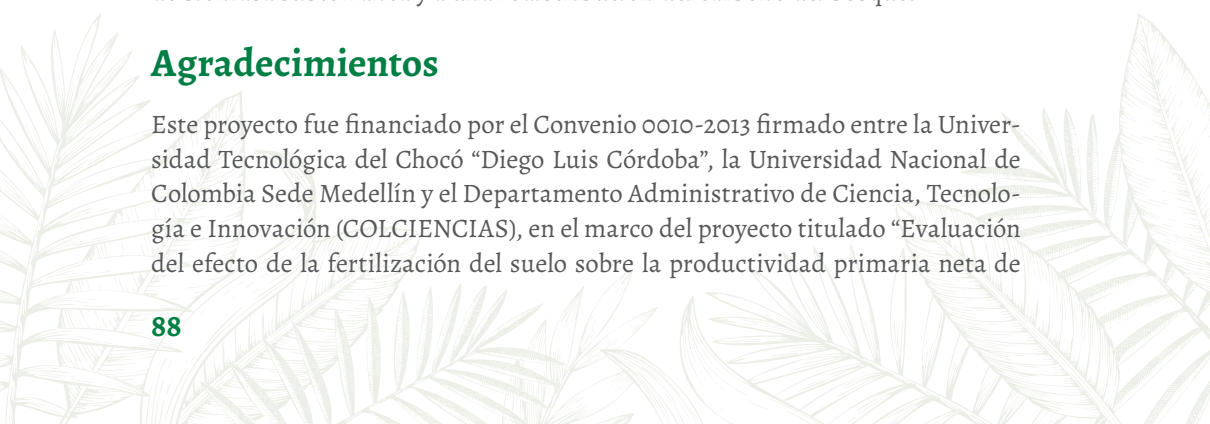 Agradecimientos
Este proyecto fue financiado por el Convenio 0010-2013 firmado entre la Univer-
sidad Tecnológica del Chocó “Diego Luis Córdoba”, la Universidad Nacional de
Colombia Sede Medellín y el Departamento Administrativo de Ciencia, Tecnolo-
gía e Innovación (COLCIENCIAS), en el marco del proyecto titulado “Evaluación
del efecto de la fertilización del suelo sobre la productividad primaria neta de
88